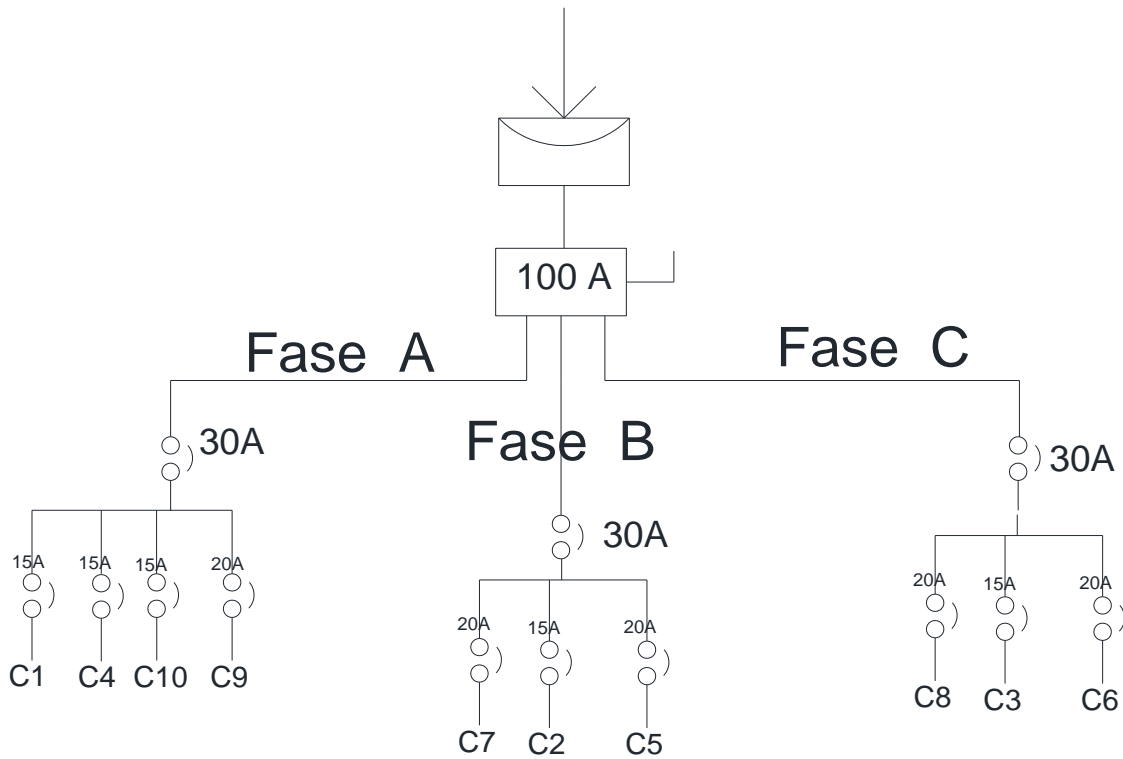 100 A
Fase A
Fase C
Fase B
30A
30A
30A
15A 15A 15A 20A
C1 C4 C10 C9
20A 15A 20A
C7 C2 C5
20A 15A 20A
C8 C3 C6